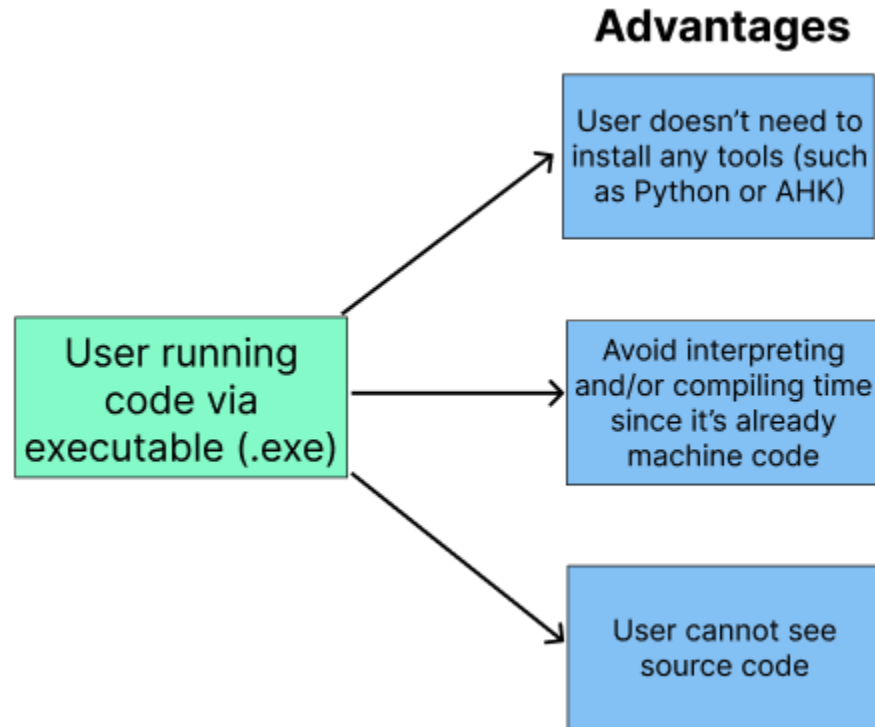 Advantages
User doesn’t need to
install any tools (such
as Python or AHK)
User running
code via
executable (.exe)
Avoid interpreting
and/or compiling time
since it’s already
machine code
User cannot see
source code